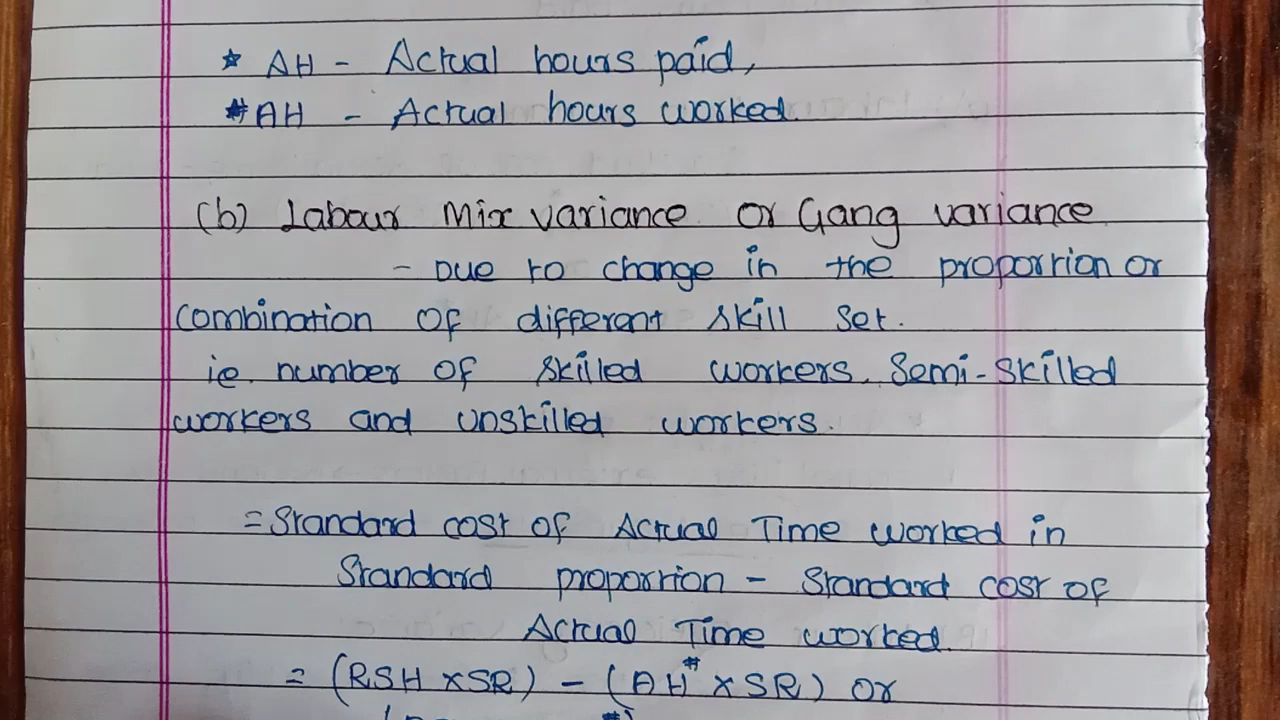 * AH - Actual hours paid,
#AH - Actual hours worked
(b) Labour Mix variance or Gang variance
- Due to change in the proportion or
combination of different skill set.
ie. number of skilled workers, Semi-skilled
workers and unskilled workers.
= Standard cost of Actual Time worked in
Standard proportion - Standard cost of
Actual Time worked.
= (RSH x SR) - (AH# x SR) or